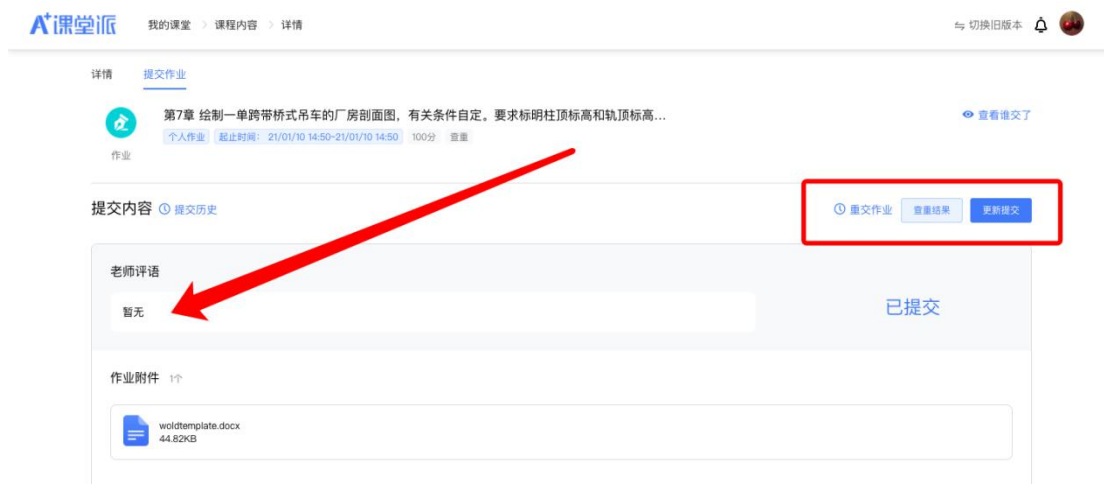 A+课堂派 我的课堂 > 课程内容 > 详情 切换旧版本
详情 提交作业
第7章 绘制一单跨带桥式吊车的厂房剖面图，有关条件自定。要求标明柱顶标高和轨顶标高... 查看谁交了
个人作业 起止时间： 21/01/10 14:50-21/01/10 14:50 100分 查重
作业
提交内容 提交历史 重交作业 查重结果 更新提交
老师评语
暂无 已提交
作业附件 1个
woldtemplate.docx
44.82KB